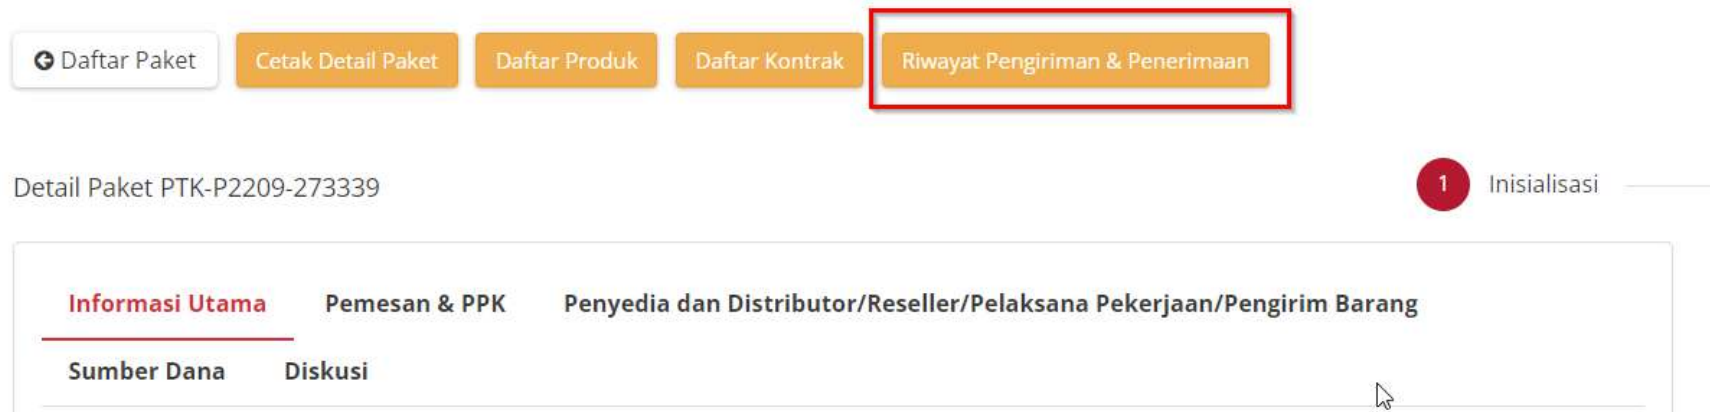 Daftar Paket Cetak Detail Paket Daftar Produk Daftar Kontrak Riwayat Pengiriman & Penerimaan
Detail Paket PTK-P2209-273339 1 Inisialisasi
Informasi Utama Pemesan & PPK Penyedia dan Distributor/Reseller/Pelaksana Pekerjaan/Pengirim Barang
Sumber Dana Diskusi